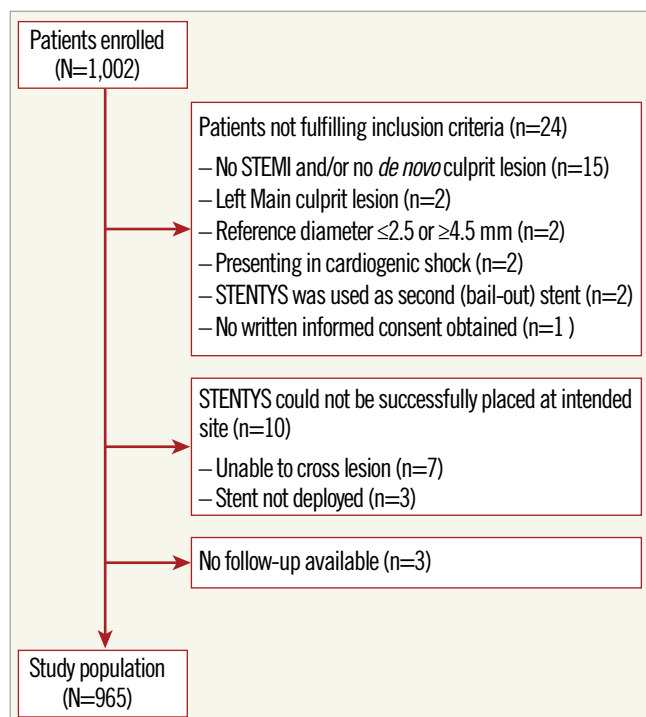 Patients enrolled
(N=1,002)
Patients not fulfilling inclusion criteria (n=24)
– No STEMI and/or no de novo culprit lesion (n=15)
– Left Main culprit lesion (n=2)
– Reference diameter ≤2.5 or ≥4.5 mm (n=2)
– Presenting in cardiogenic shock (n=2)
– STENTYS was used as second (bail-out) stent (n=2)
– No written informed consent obtained (n=1 )
STENTYS could not be successfully placed at intended
site (n=10)
– Unable to cross lesion (n=7)
– Stent not deployed (n=3)
No follow-up available (n=3)
Study population
(N=965)